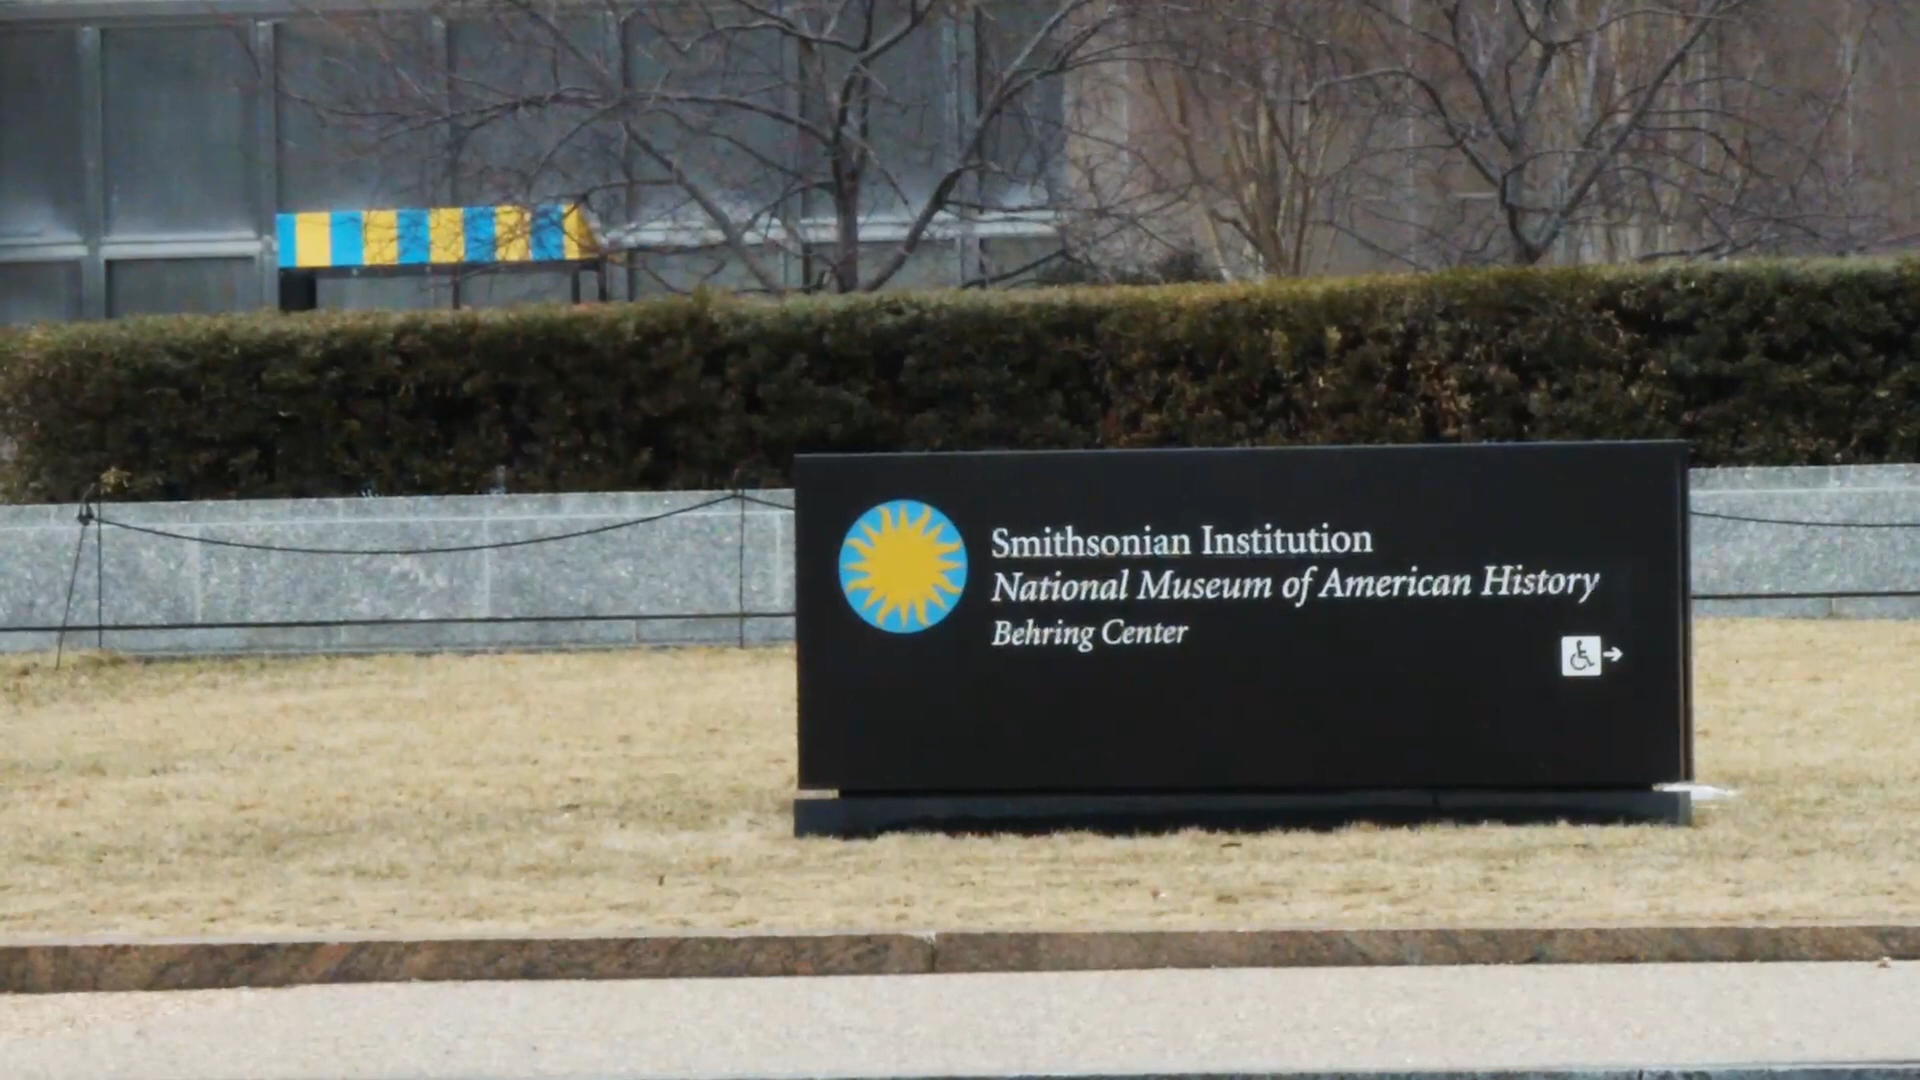 Smithsonian Institution
National Museum of American History
Behring Center